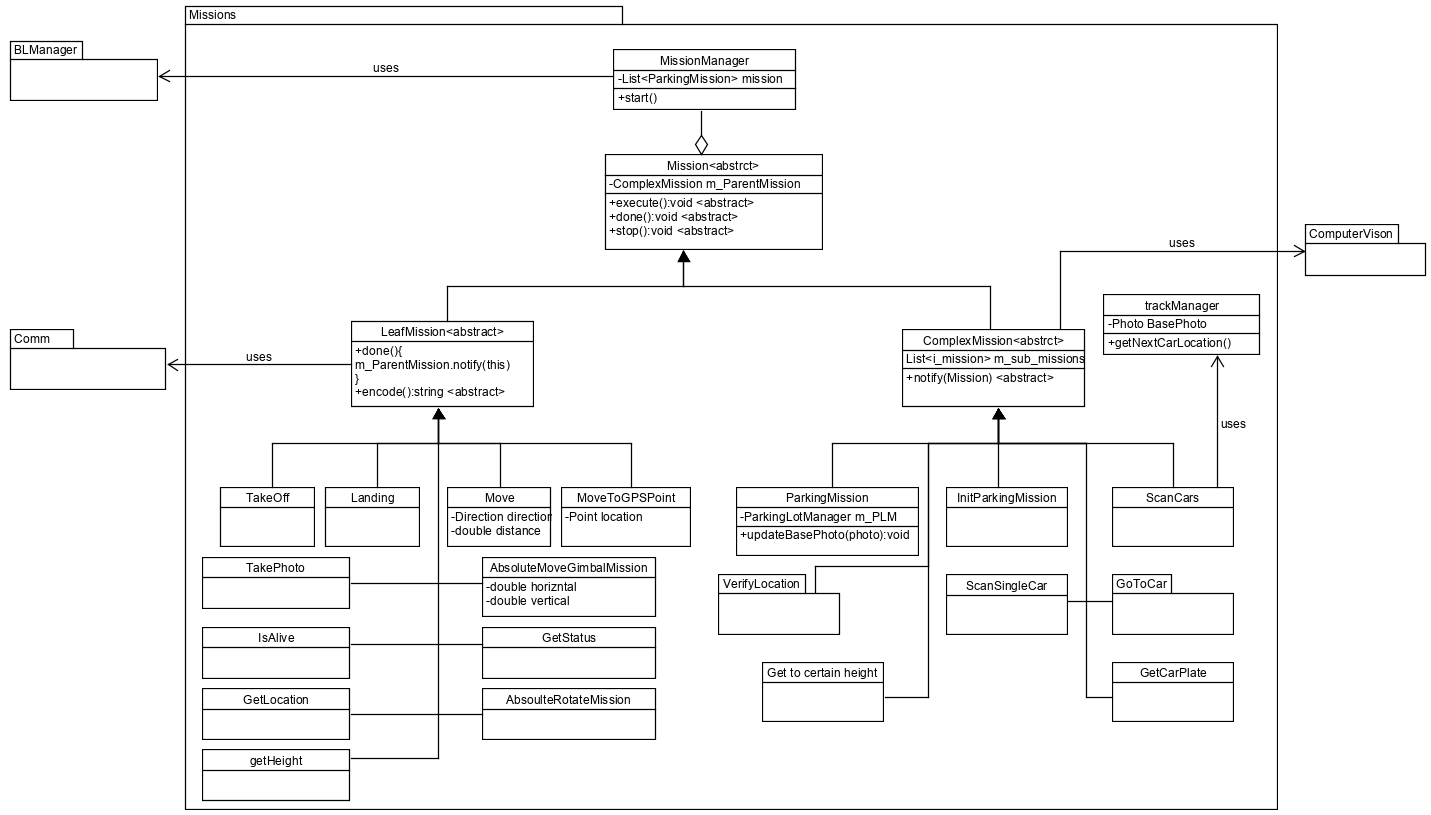 Missions
BLManager
uses
MissionManager
-List<ParkingMission> mission
+start()
Mission<abstrct>
-ComplexMission m_ParentMission
+execute():void <abstract>
+done():void <abstract>
+stop():void <abstract>
uses
ComputerVison
trackManager
-Photo BasePhoto
+getNextCarLocation()
Comm
uses
LeafMission<abstract>
+done(){
m_ParentMission.notify(this)
}
+encode():string <abstract>
ComplexMission<abstrct>
List<i_mission> m_sub_missions
+notify(Mission) <abstract>
uses
TakeOff
Landing
Move
-Direction direction
-double distance
MoveToGPSPoint
-Point location
ParkingMission
-ParkingLotManager m_PLM
+updateBasePhoto(photo):void
InitParkingMission
ScanCars
TakePhoto
AbsoluteMoveGimbalMission
-double horizntal
-double vertical
VerifyLocation
ScanSingleCar
GoToCar
IsAlive
GetStatus
Get to certain height
GetCarPlate
GetLocation
AbsoulteRotateMission
getHeight